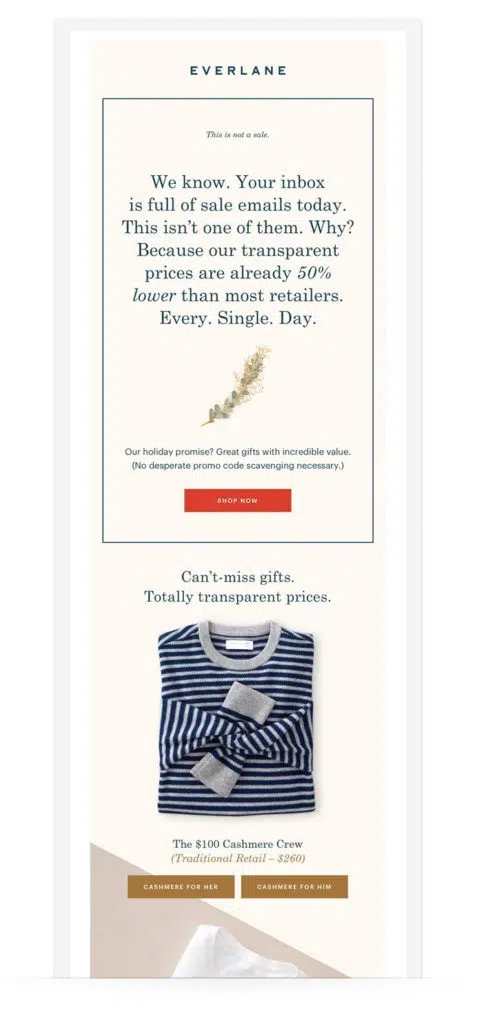 EVERLANE
This is not a sale.
We know. Your inbox
is full of sale emails today.
This isn't one of them. Why?
Because our transparent
prices are already 50%
lower than most retailers.
Every. Single. Day.
Our holiday promise? Great gifts with incredible value.
(No desperate promo code scavenging necessary.)
SHOP NOW
Can't-miss gifts.
Totally transparent prices.
The $100 Cashmere Crew
(Traditional Retail – $260)
CASHMERE FOR HER
CASHMERE FOR HIM